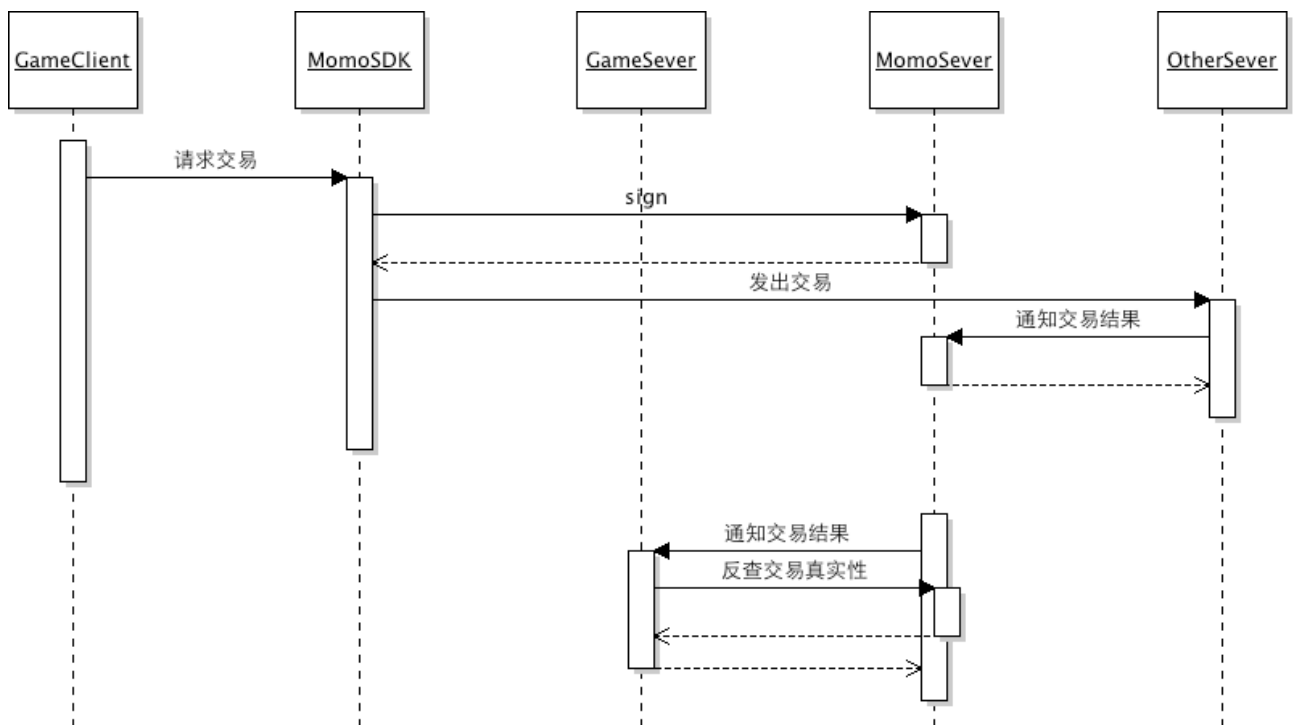 GameClient
MomoSDK
GameSever
MomoSever
OtherSever
请求交易
sign
发出交易
通知交易结果
通知交易结果
反查交易真实性